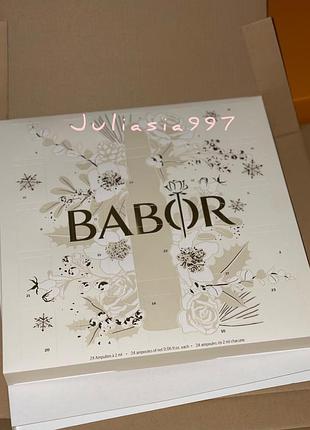 Juliasia997
BABOR
24 Ampullen à 2 ml • 24 ampoules of net 0.06 fl.oz. each • 24 ampoules de 2 ml chacune